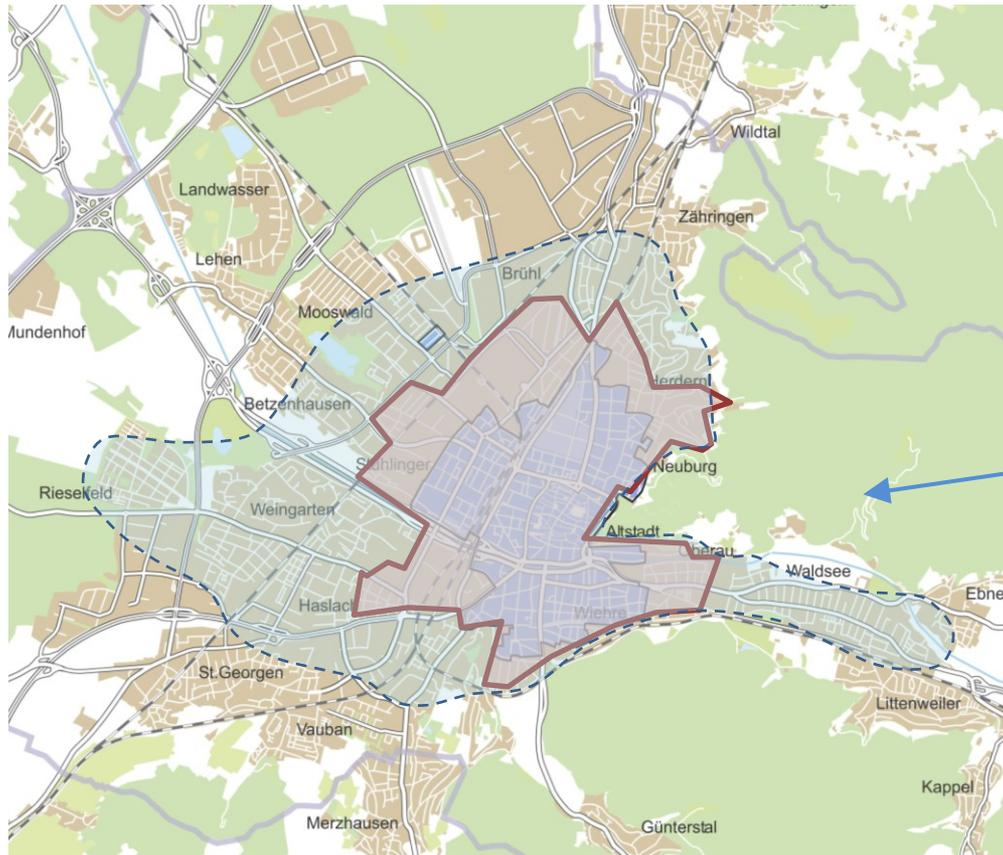 Wildtal
Landwasser
Zähringen
Lehen
Brühl
Mooswald
Mundenhof
Herdern
Betzenhausen
Stühlinger
Neuburg
Rieselfeld
Weingarten
Altstadt
Oberau
Waldsee
Ebne
Haslach
Wiehre
St.Georgen
Littenweiler
Vauban
Kappel
Merzhausen
Günterstal